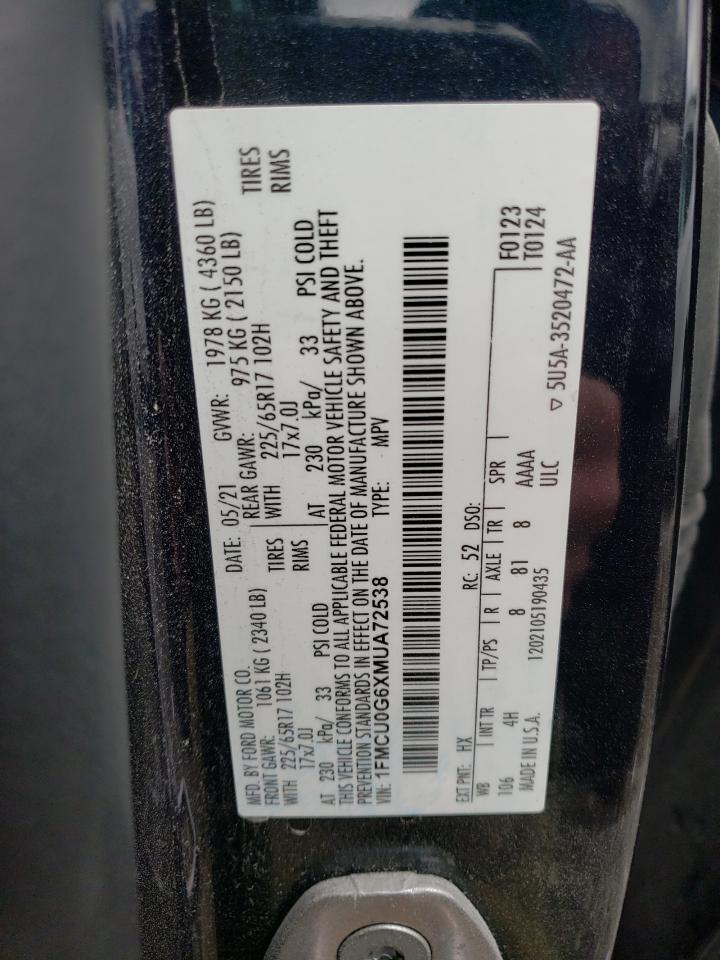 MFD. BY FORD MOTOR CO.
DATE: 05/21 GVWR: 1978 KG ( 4360 LB)
FRONT GAWR: 1061 KG ( 2340 LB) REAR GAWR: 975 KG ( 2150 LB)
WITH 225/65R17 102H TIRES WITH 225/65R17 102H TIRES
17x7.0J RIMS 17x7.0J RIMS
AT 230 kPa/ 33 PSI COLD AT 230 kPa/ 33 PSI COLD
THIS VEHICLE CONFORMS TO ALL APPLICABLE FEDERAL MOTOR VEHICLE SAFETY AND THEFT
PREVENTION STANDARDS IN EFFECT ON THE DATE OF MANUFACTURE SHOWN ABOVE.
VIN: 1FMCU0G6XMUA72538 TYPE: MPV
EXT PNT: HX RC: 52 DSO:
WB INT TR TP/PS R AXLE TR SPR F0123
106 4H 8 81 8 AAAA T0124
MADE IN U.S.A. 1202105190435 ULC
▽ 5U5A-3520472-AA